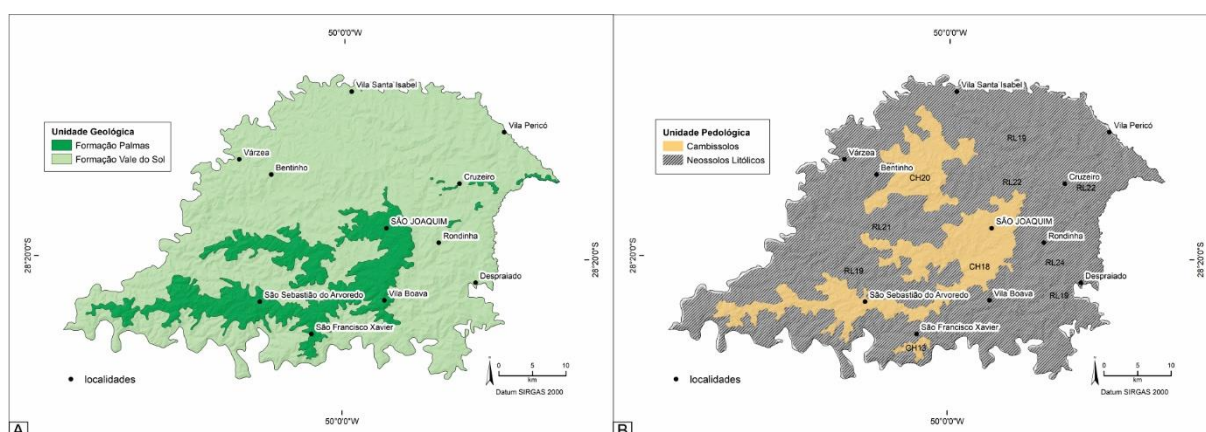 50°0'0"W
Vila Santa Isabel
Unidade Geológica
Formação Palmas
Formação Vale do Sol
Vila Pericó
Várzea
Bentinho
Cruzeiro
SÃO JOAQUIM
Rondinha
28°20'0"S
28°20'0"S
Despraiado
São Sebastião do Arvoredo
Vila Boava
São Francisco Xavier
localidades
0 5 10
km
Datum SIRGAS 2000
50°0'0"W
A
50°0'0"W
Vila Santa Isabel
Unidade Pedológica
Cambissolos
Neossolos Litólicos
Vila Pericó
RL19
Várzea
Bentinho
CH20
RL22
Cruzeiro
RL22
SÃO JOAQUIM
RL21
Rondinha
28°20'0"S
28°20'0"S
RL19
CH18
RL24
Despraiado
São Sebastião do Arvoredo
Vila Boava
RL19
São Francisco Xavier
CH13
localidades
0 5 10
km
Datum SIRGAS 2000
50°0'0"W
B